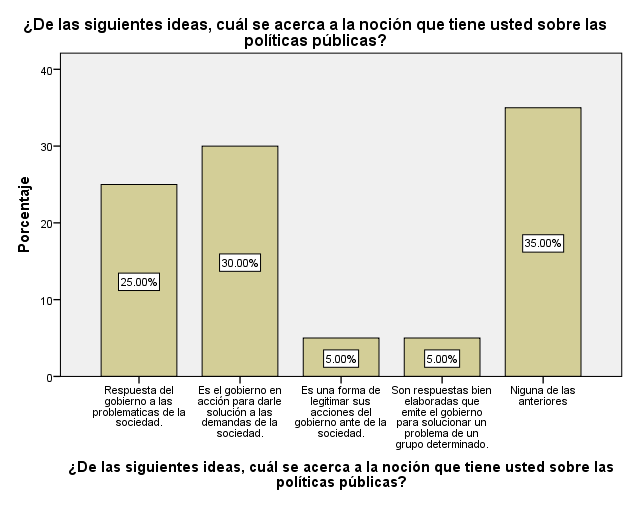 ¿De las siguientes ideas, cuál se acerca a la noción que tiene usted sobre las
políticas públicas?
Porcentaje
40
30
20
10
0
25.00%
30.00%
5.00%
5.00%
35.00%
Respuesta del
gobierno a las
problematicas de la
sociedad.
Es el gobierno en
acción para darle
solución a las
demandas de la
sociedad.
Es una forma de
legitimar sus
acciones del
gobierno ante de la
sociedad.
Son respuestas bien
elaboradas que
emite el gobierno
para solucionar un
problema de un
grupo determinado.
Niguna de las
anteriores
¿De las siguientes ideas, cuál se acerca a la noción que tiene usted sobre las
políticas públicas?